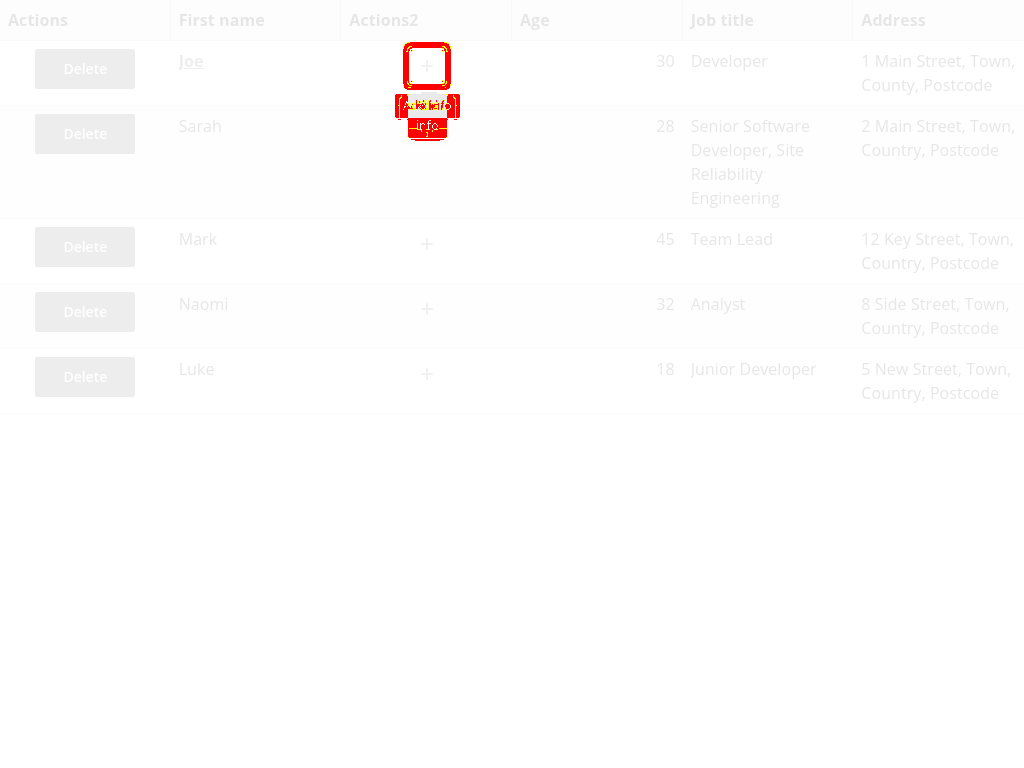 Actions First name Actions2 Age Job title Address
Delete Joe + 30 Developer 1 Main Street, Town,
County, Postcode
info
Delete Sarah 28 Senior Software 2 Main Street, Town,
Developer, Site Country, Postcode
Reliability
Engineering
Delete Mark + 45 Team Lead 12 Key Street, Town,
Country, Postcode
Delete Naomi + 32 Analyst 8 Side Street, Town,
Country, Postcode
Delete Luke + 18 Junior Developer 5 New Street, Town,
Country, Postcode